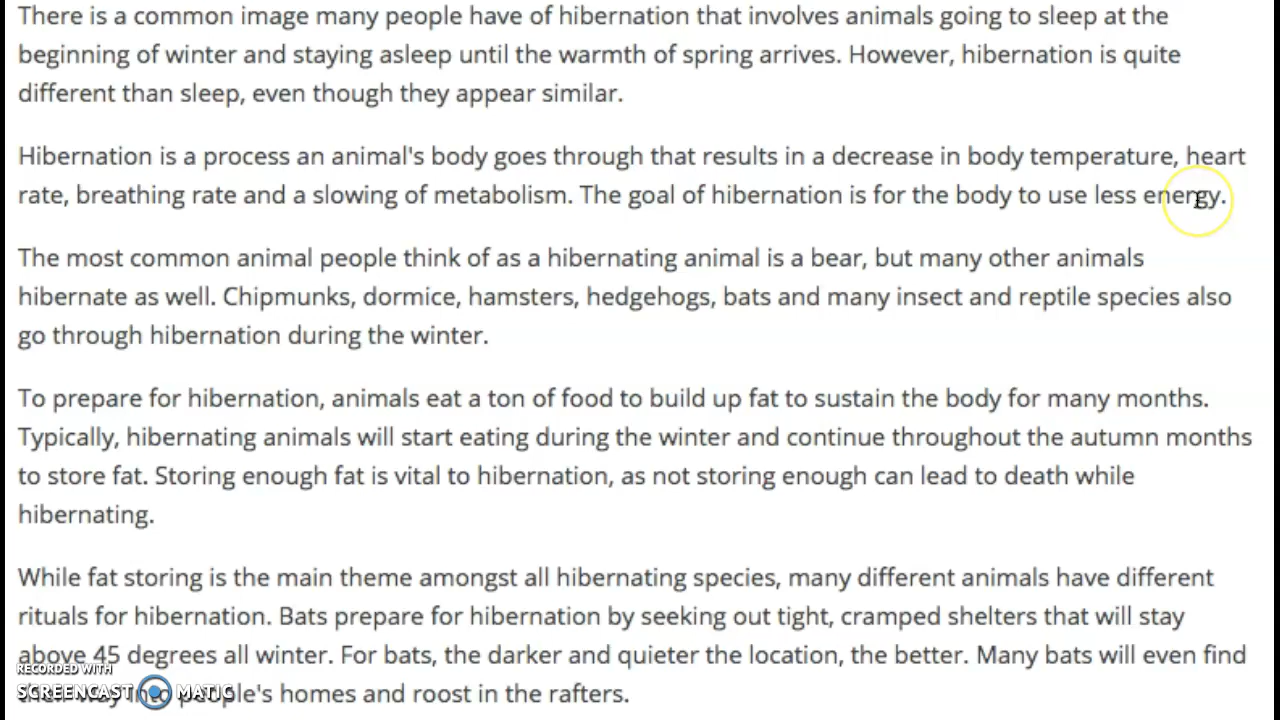 There is a common image many people have of hibernation that involves animals going to sleep at the
beginning of winter and staying asleep until the warmth of spring arrives. However, hibernation is quite
different than sleep, even though they appear similar.
Hibernation is a process an animal's body goes through that results in a decrease in body temperature, heart
rate, breathing rate and a slowing of metabolism. The goal of hibernation is for the body to use less energy.
The most common animal people think of as a hibernating animal is a bear, but many other animals
hibernate as well. Chipmunks, dormice, hamsters, hedgehogs, bats and many insect and reptile species also
go through hibernation during the winter.
To prepare for hibernation, animals eat a ton of food to build up fat to sustain the body for many months.
Typically, hibernating animals will start eating during the winter and continue throughout the autumn months
to store fat. Storing enough fat is vital to hibernation, as not storing enough can lead to death while
hibernating.
While fat storing is the main theme amongst all hibernating species, many different animals have different
rituals for hibernation. Bats prepare for hibernation by seeking out tight, cramped shelters that will stay
above 45 degrees all winter. For bats, the darker and quieter the location, the better. Many bats will even find
their way into people's homes and roost in the rafters.
RECORDED WITH
SCREENCAST MATIC